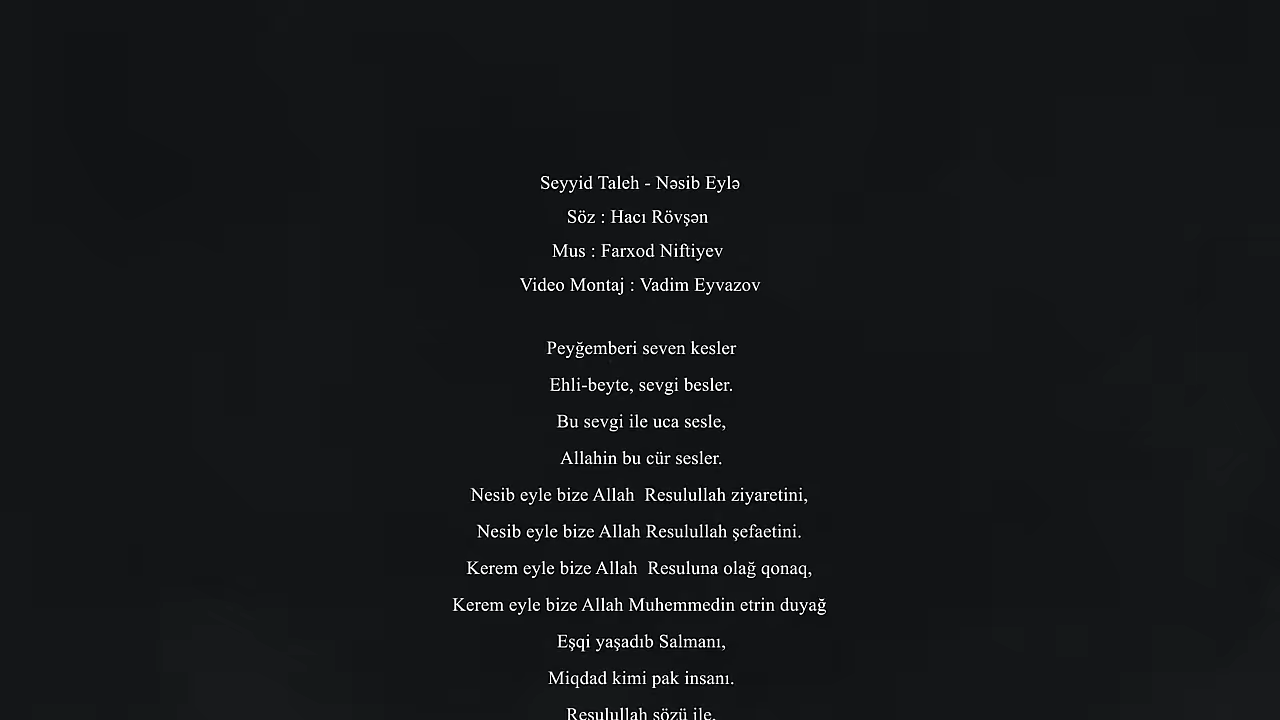 Seyyid Taleh - Nəsib Eylə
Söz : Hacı Rövşən
Mus : Farxod Niftiyev
Video Montaj : Vadim Eyvazov
Peyğemberi seven kesler
Ehli-beyte, sevgi besler.
Bu sevgi ile uca sesle,
Allahin bu cür sesler.
Nesib eyle bize Allah  Resulullah ziyaretini,
Nesib eyle bize Allah Resulullah şefaetini.
Kerem eyle bize Allah  Resuluna olağ qonaq,
Kerem eyle bize Allah Muhemmedin etrin duyağ
Eşqi yaşadıb Salmanı,
Miqdad kimi pak insanı.
Resulullah sözü ile,